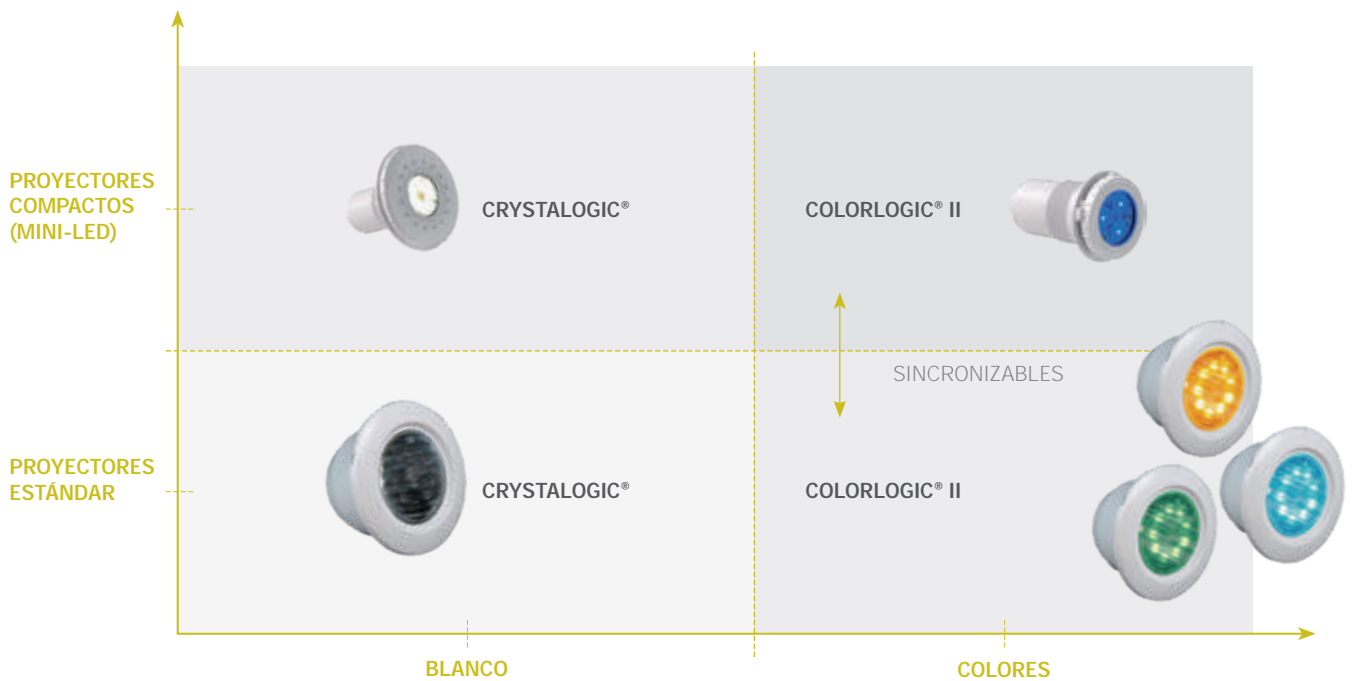 PROYECTORES
COMPACTOS
(MINI-LED)
CRYSTALOGIC®
COLORLOGIC® II
SINCRONIZABLES
PROYECTORES
ESTÁNDAR
CRYSTALOGIC®
COLORLOGIC® II
BLANCO
COLORES